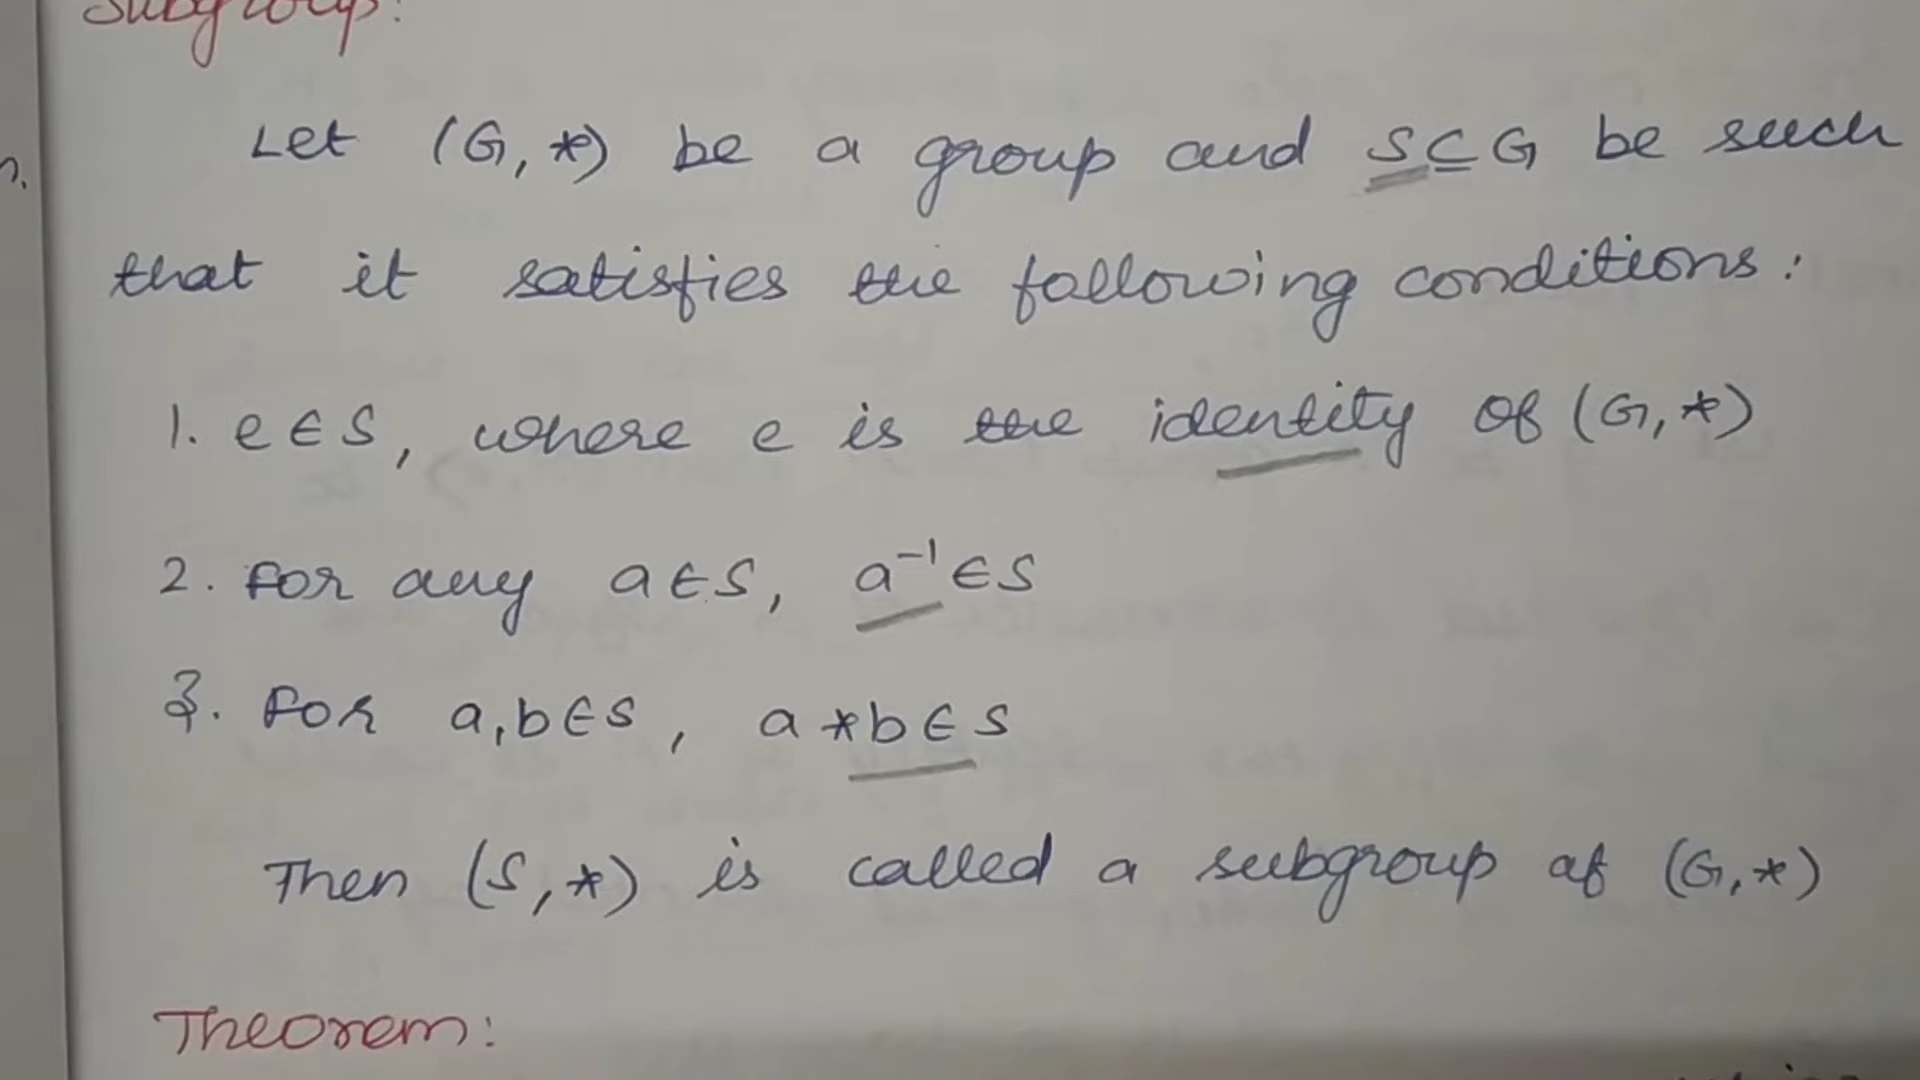 Subgroup:
n.
Let (G, *) be a group and S ⊆ G be such
that it satisfies the following conditions:
1. e ∈ S, where e is the identity of (G, *)
2. For any a ∈ S, a⁻¹ ∈ S
3. For a, b ∈ S, a * b ∈ S
Then (S, *) is called a subgroup of (G, *)
Theorem: